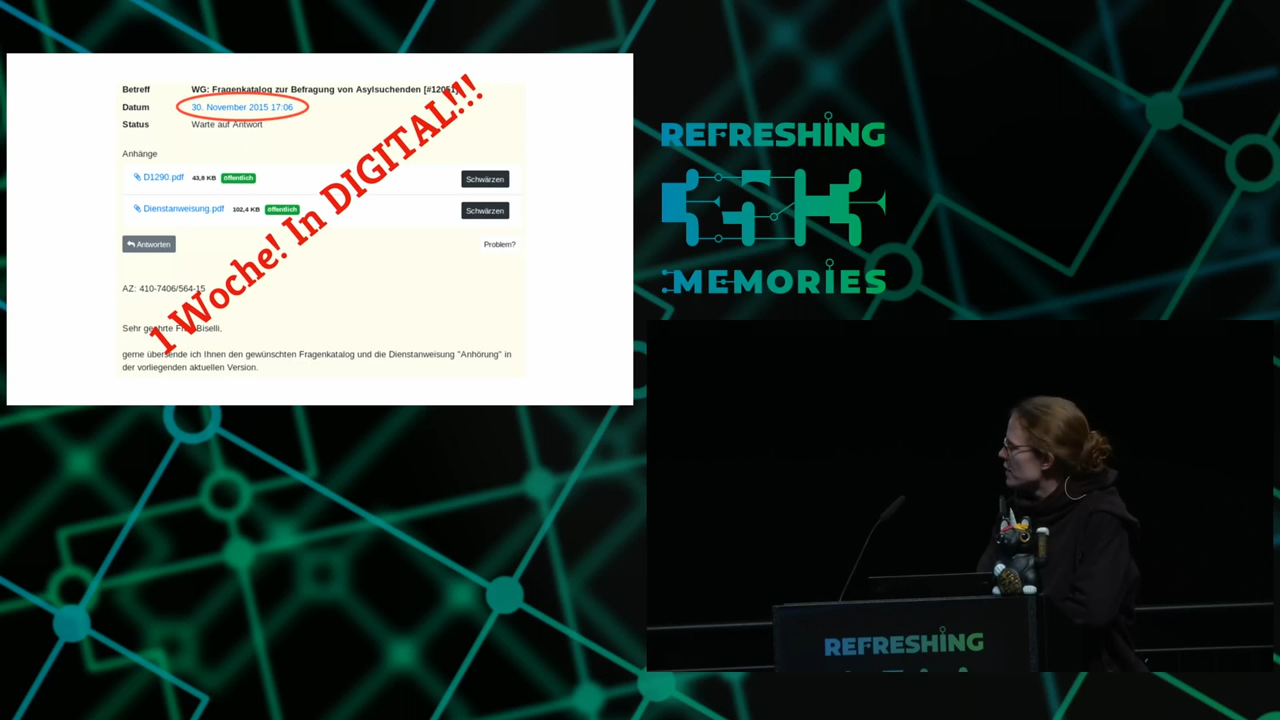 Betreff WG: Fragenkatalog zur Befragung von Asylsuchenden
Datum 30. November 2015 17:06
Status Warte auf Antwort
Anhänge
D1290.pdf 43,8 KB öffentlich Schwärzen
Dienstanweisung.pdf 102,4 KB öffentlich Schwärzen
Antworten Problem?
AZ: 410-7406/564-15
Sehr geehrte Frau Biselli,
gerne übersende ich Ihnen den gewünschten Fragenkatalog und die Dienstanweisung "Anhörung" in
der vorliegenden aktuellen Version.
1 Woche! In DIGITAL!!!
REFRESHING
MEMORIES
REFRESHING